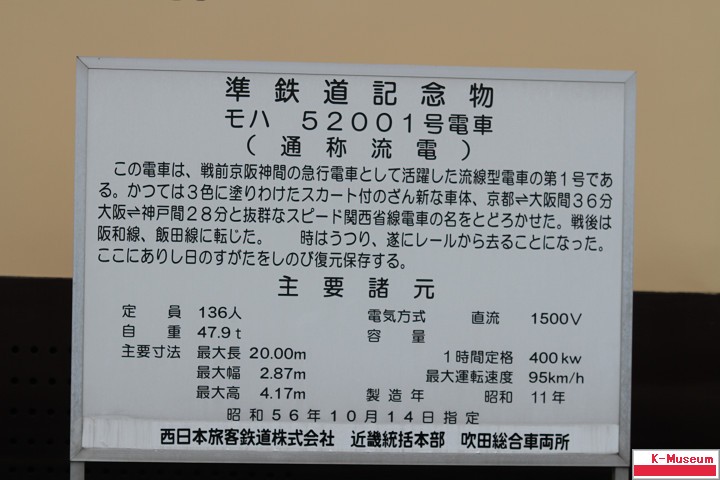 準鉄道記念物
モハ 52001号電車
(通称流電)
この電車は、戦前京阪神間の急行電車として活躍した流線型電車の第1号であ
る。かつては3色に塗りわけたスカート付のざん新な車体、京都⇌大阪間36分
大阪⇌神戸間28分と抜群なスピード関西省線電車の名をとどろかせた。戦後は
阪和線、飯田線に転じた。 時はうつり、遂にレールから去ることになった。
ここにありし日のすがたをしのび復元保存する。
主要諸元
定員 136人 電気方式 直流 1500V
自重 47.9t 容量
主要寸法 最大長 20.00m 1時間定格 400kw
最大幅 2.87m 最大運転速度 95km/h
最大高 4.17m 製造年 昭和 11年
昭和56年10月14日指定
西日本旅客鉄道株式会社 近畿統括本部 吹田総合車両所
K-Museum